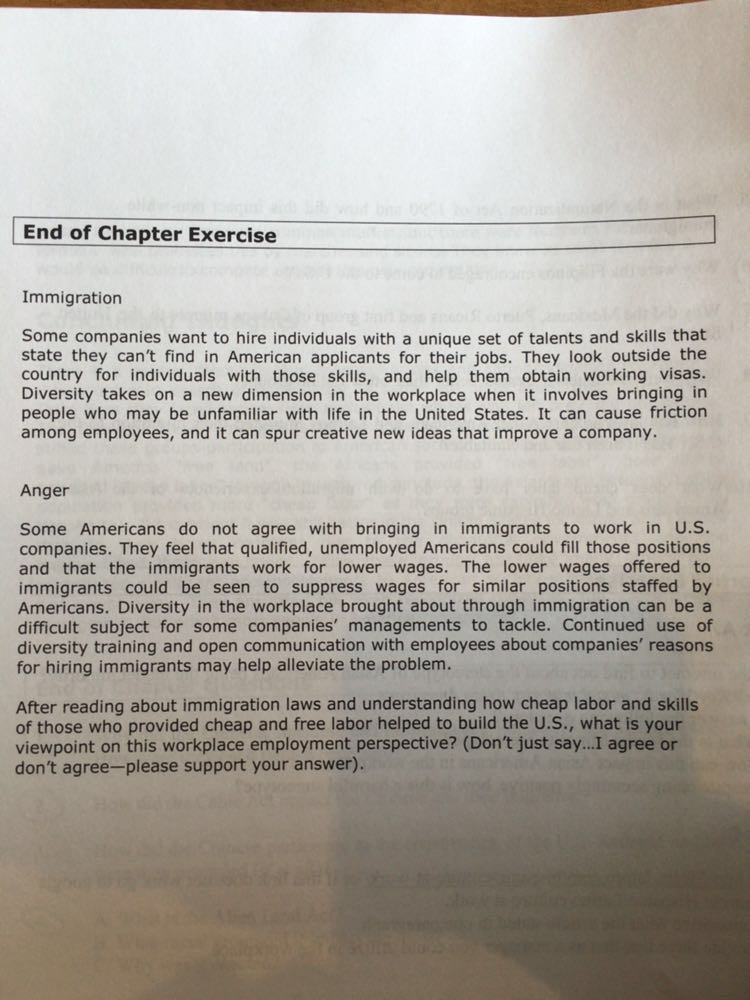 End of Chapter Exercise
Immigration
Some companies want to hire individuals with a unique set of talents and skills that
state they can't find in American applicants for their jobs. They look outside the
country for individuals with those skills, and help them obtain working visas.
Diversity takes on a new dimension in the workplace when it involves bringing in
people who may be unfamiliar with life in the United States. It can cause friction
among employees, and it can spur creative new ideas that improve a company.
Anger
Some Americans do not agree with bringing in immigrants to work in U.S.
companies. They feel that qualified, unemployed Americans could fill those positions
and that the immigrants work for lower wages. The lower wages offered to
immigrants could be seen to suppress wages for similar positions staffed by
Americans. Diversity in the workplace brought about through immigration can be a
difficult subject for some companies' managements to tackle. Continued use of
diversity training and open communication with employees about companies' reasons
for hiring immigrants may help alleviate the problem.
After reading about immigration laws and understanding how cheap labor and skills
of those who provided cheap and free labor helped to build the U.S., what is your
viewpoint on this workplace employment perspective? (Don't just say...I agree or
don't agree—please support your answer).